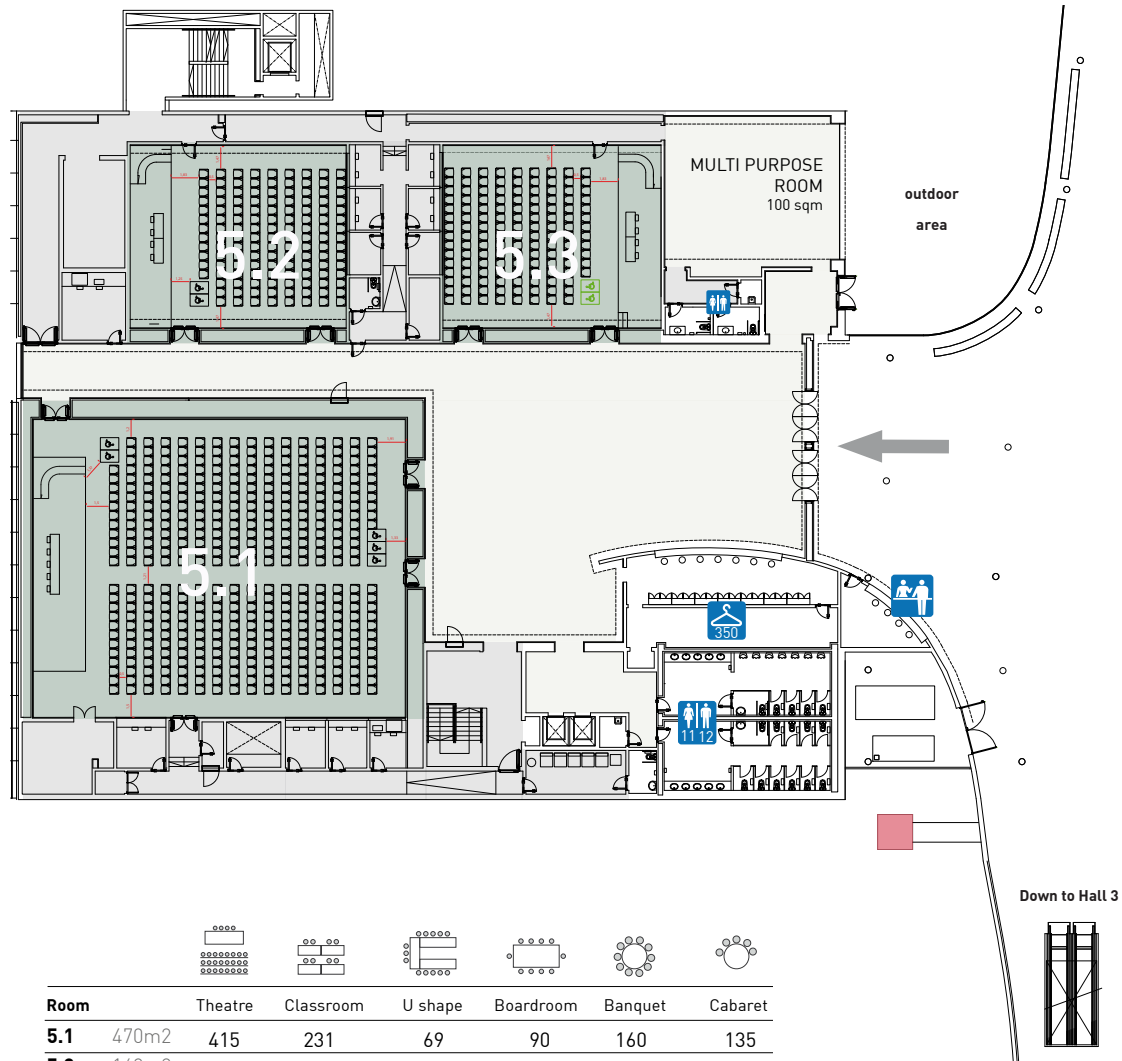 MULTI PURPOSE
ROOM
100 sqm
outdoor
area
5.2
5.3
5.1
350
11 12
Down to Hall 3
Room Theatre Classroom U shape Boardroom Banquet Cabaret
5.1 470m2 415 231 69 90 160 135